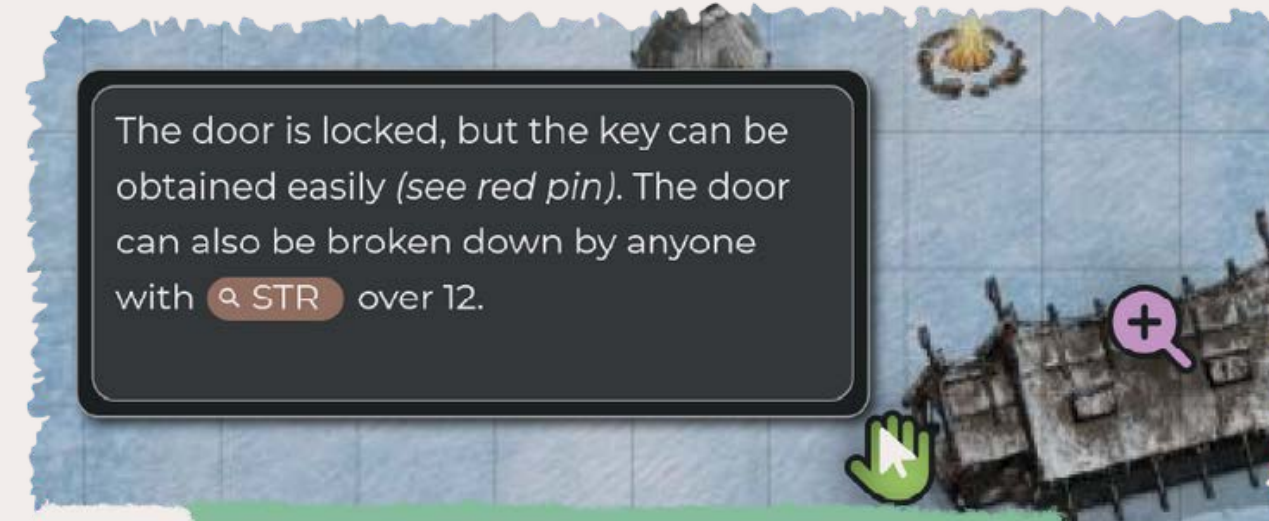 The door is locked, but the key can be
obtained easily (see red pin). The door
can also be broken down by anyone
with STR over 12.